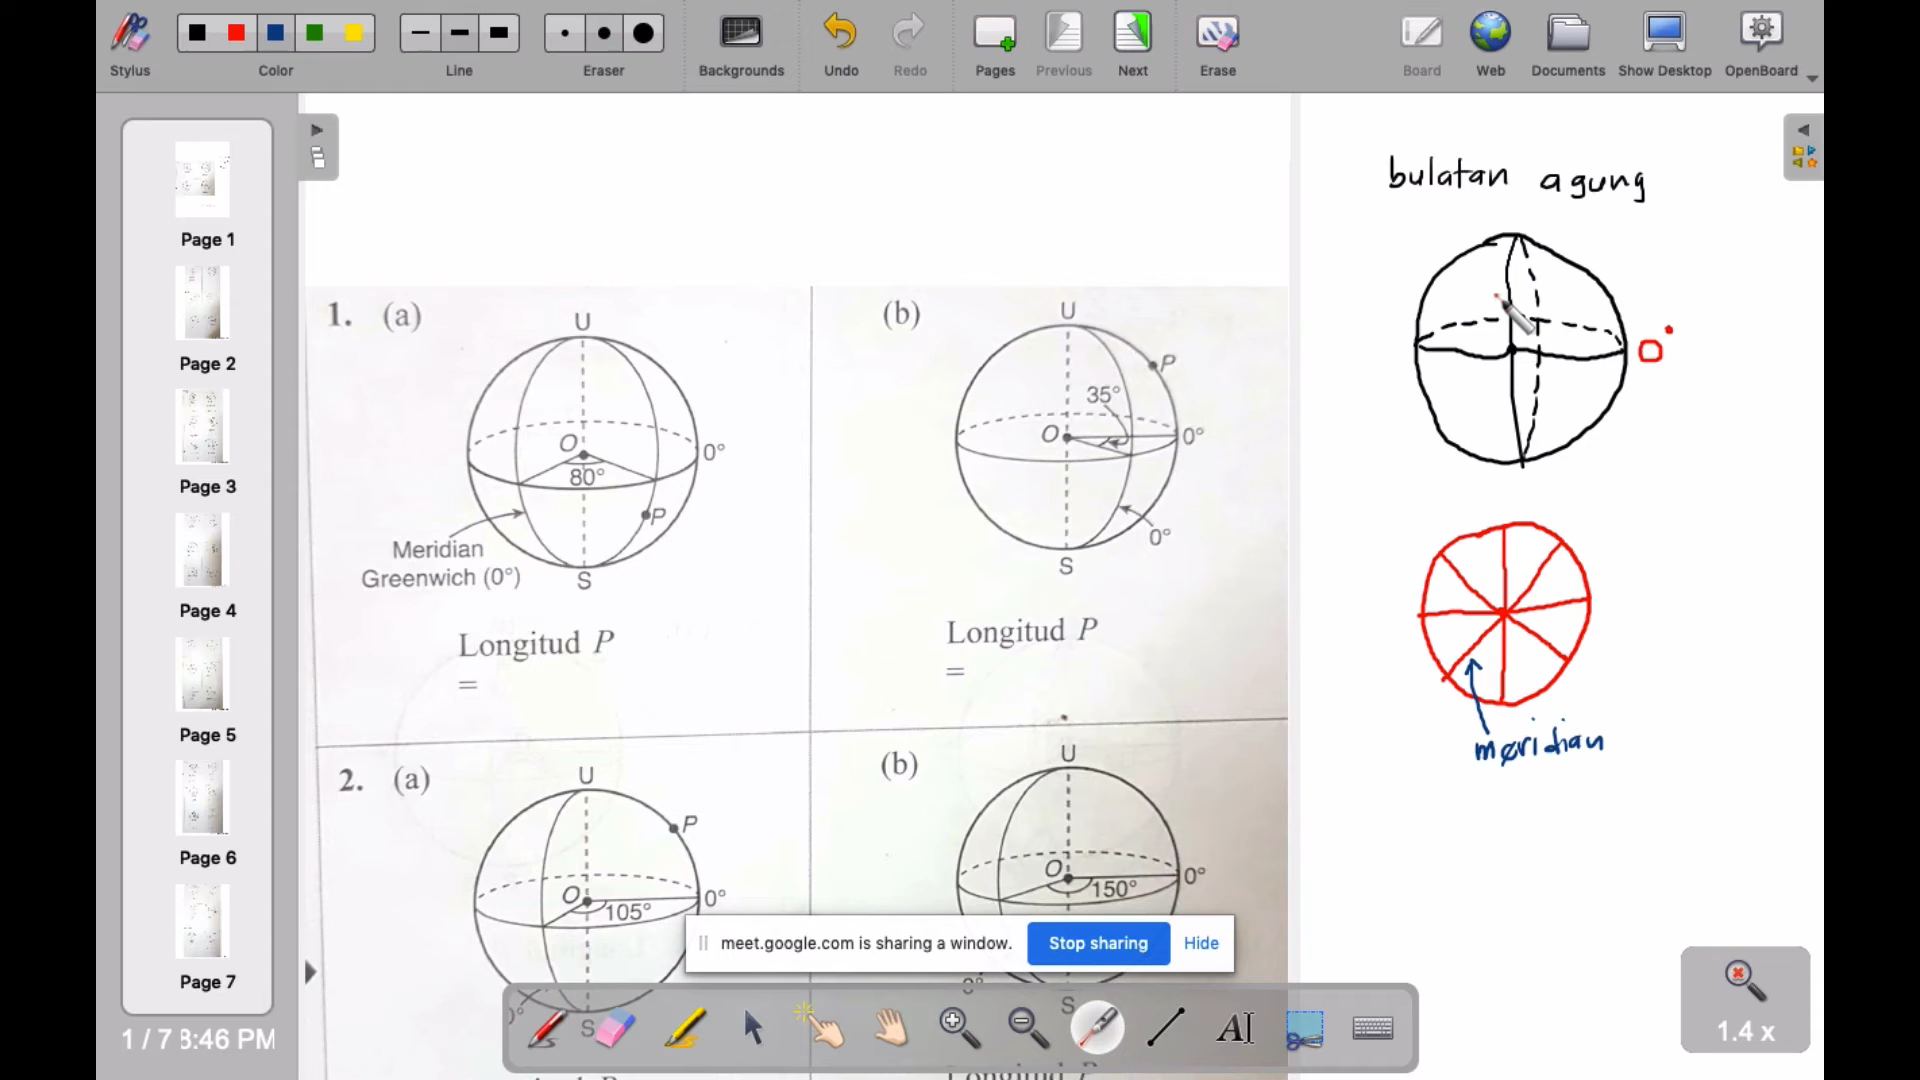 Stylus
Color
Line
Eraser
Backgrounds
Undo
Redo
Pages
Previous
Next
Erase
Board
Web
Documents
Show Desktop
OpenBoard
Page 1
Page 2
Page 3
Page 4
Page 5
Page 6
Page 7
1 / 7 8:46 PM
1. (a)
U
O
0°
80°
P
Meridian
Greenwich (0°)
S
Longitud P
=
(b)
U
P
35°
O
0°
0°
S
Longitud P
=
2. (a)
U
P
O
0°
105°
0°
S
(b)
U
O
0°
150°
S
Longitud P
bulatan agung
0°
meridian
meet.google.com is sharing a window.
Stop sharing
Hide
1.4 x